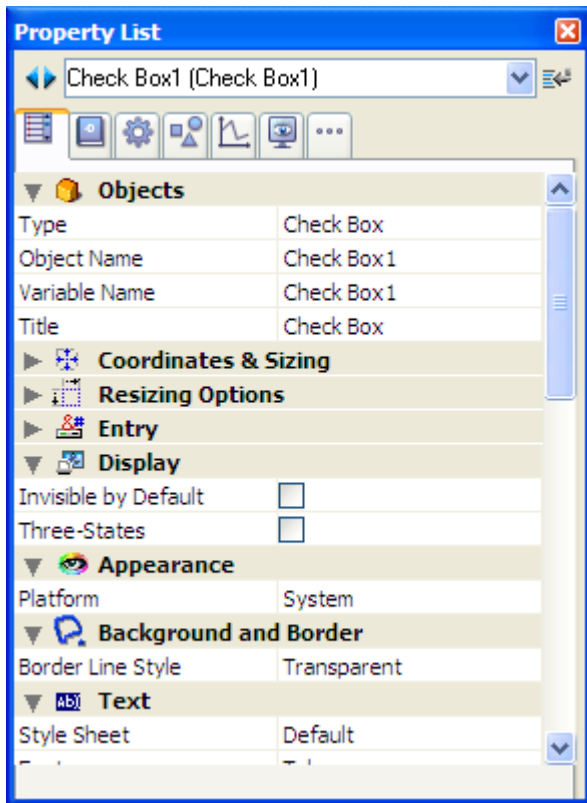 Property List
Check Box1 (Check Box1)
Objects
Type Check Box
Object Name Check Box1
Variable Name Check Box1
Title Check Box
Coordinates & Sizing
Resizing Options
Entry
Display
Invisible by Default
Three-States
Appearance
Platform System
Background and Border
Border Line Style Transparent
Text
Style Sheet Default